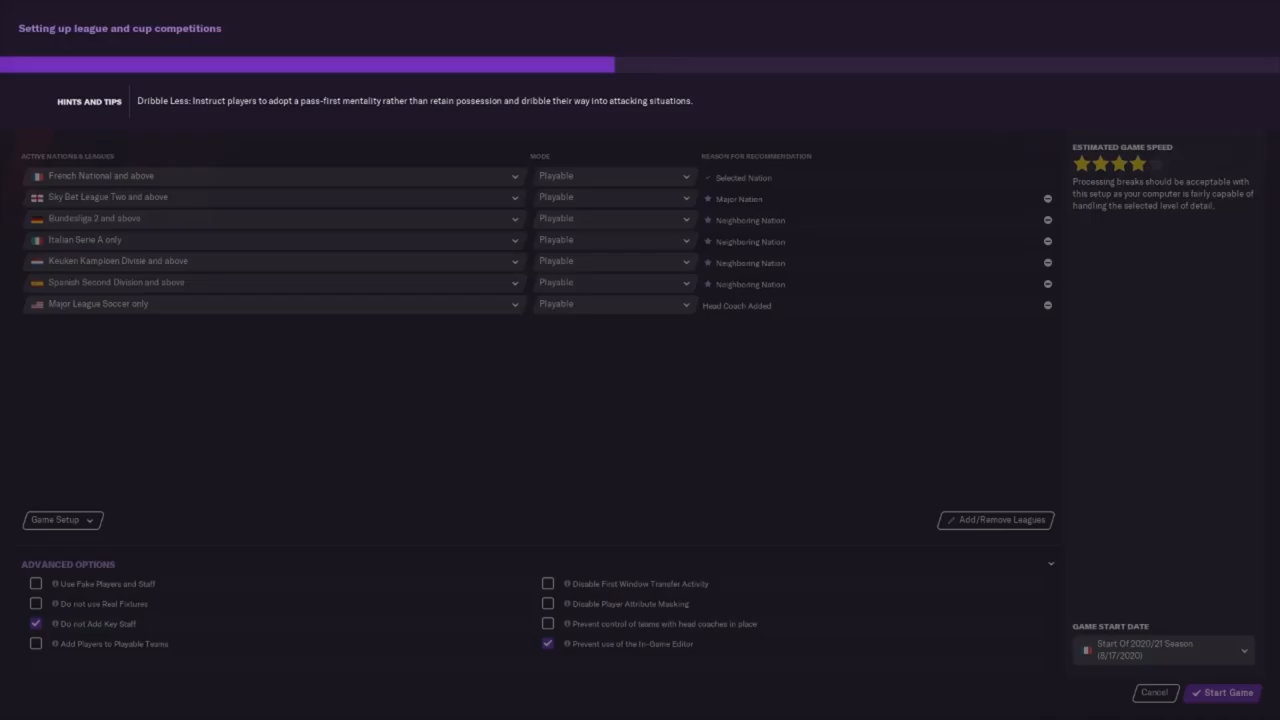 Setting up league and cup competitions
HINTS AND TIPS
Dribble Less: Instruct players to adopt a pass-first mentality rather than retain possession and dribble their way into attacking situations.
ACTIVE NATIONS & LEAGUES MODE REASON FOR RECOMMENDATION
French National and above Playable Selected Nation
Sky Bet League Two and above Playable Major Nation
Bundesliga 2 and above Playable Neighboring Nation
Italian Serie A only Playable Neighboring Nation
Keuken Kampioen Divisie and above Playable Neighboring Nation
Spanish Second Division and above Playable Neighboring Nation
Major League Soccer only Playable Head Coach Added
ESTIMATED GAME SPEED
Processing breaks should be acceptable with
this setup as your computer is fairly capable of
handling the selected level of detail.
Game Setup
Add/Remove Leagues
ADVANCED OPTIONS
Use Fake Players and Staff
Do not use Real Fixtures
Do not Add Key Staff
Add Players to Playable Teams
Disable First Window Transfer Activity
Disable Player Attribute Masking
Prevent control of teams with head coaches in place
Prevent use of the In-Game Editor
GAME START DATE
Start Of 2020/21 Season
(8/17/2020)
Cancel
Start Game